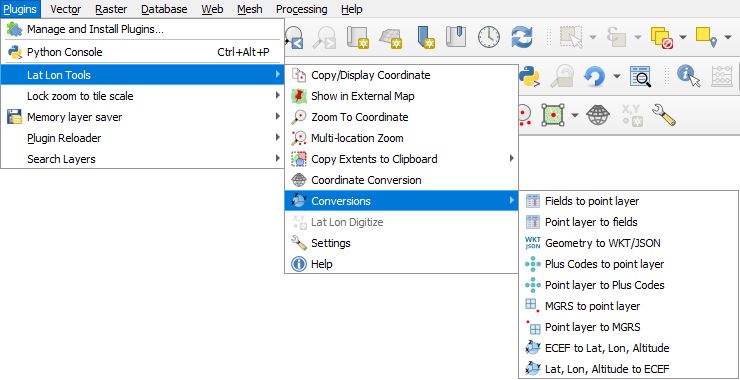 Plugins Vector Raster Database Web Mesh Processing Help
Manage and Install Plugins...
Python Console Ctrl+Alt+P
Lat Lon Tools
Lock zoom to tile scale
Memory layer saver
Plugin Reloader
Search Layers
Copy/Display Coordinate
Show in External Map
Zoom To Coordinate
Multi-location Zoom
Copy Extents to Clipboard
Coordinate Conversion
Conversions
X,Y Lat Lon Digitize
Settings
Help
Fields to point layer
Point layer to fields
WKT
JSON Geometry to WKT/JSON
Plus Codes to point layer
Point layer to Plus Codes
MGRS to point layer
Point layer to MGRS
ECEF to Lat, Lon, Altitude
Lat, Lon, Altitude to ECEF
X,Y